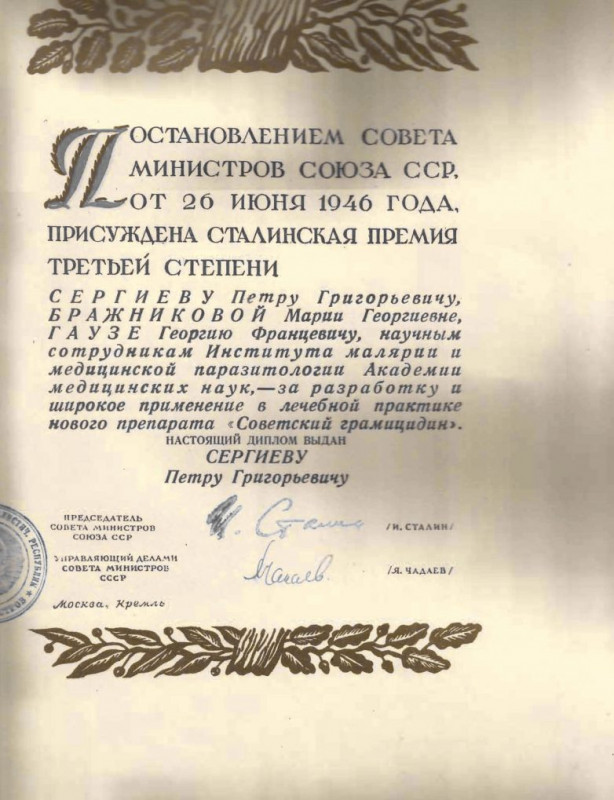 ПОСТАНОВЛЕНИЕМ СОВЕТА
МИНИСТРОВ СОЮЗА ССР,
ОТ 26 ИЮНЯ 1946 ГОДА,
ПРИСУЖДЕНА СТАЛИНСКАЯ ПРЕМИЯ
ТРЕТЬЕЙ СТЕПЕНИ
СЕРГИЕВУ Петру Григорьевичу,
БРАЖНИКОВОЙ Марии Георгиевне,
ГАУЗЕ Георгию Францевичу, научным
сотрудникам Института малярии и
медицинской паразитологии Академии
медицинских наук,—за разработку и
широкое применение в лечебной практике
нового препарата «Советский грамицидин».
НАСТОЯЩИЙ ДИПЛОМ ВЫДАН
СЕРГИЕВУ
Петру Григорьевичу
ПРЕДСЕДАТЕЛЬ
СОВЕТА МИНИСТРОВ
СОЮЗА ССР
И. Сталин
/И. СТАЛИН/
УПРАВЛЯЮЩИЙ ДЕЛАМИ
СОВЕТА МИНИСТРОВ
СССР
Чадаев
/Я. ЧАДАЕВ/
Москва, Кремль